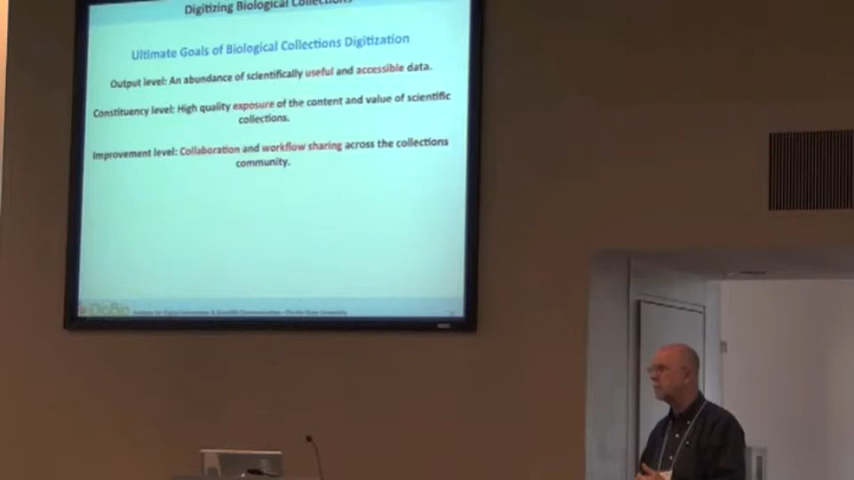 Digitizing Biological Collections
Ultimate Goals of Biological Collections Digitization
Output level: An abundance of scientifically useful and accessible data.
Constituency level: High quality exposure of the content and value of scientific
collections.
Improvement level: Collaboration and workflow sharing across the collections
community.